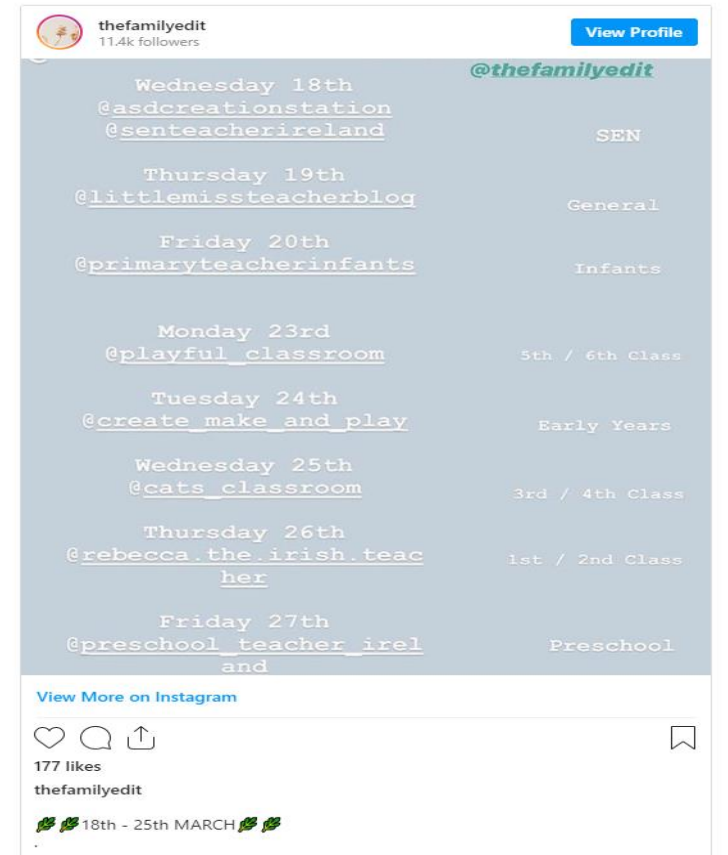 thefamilyedit
11.4k followers
View Profile
@thefamilyedit
Wednesday 18th
@asdcreationstation
@senteacherireland
SEN
Thursday 19th
@littlemissteacherblog
General
Friday 20th
@primaryteacherinfants
Infants
Monday 23rd
@playful_classroom
5th / 6th Class
Tuesday 24th
@create_make_and_play
Early Years
Wednesday 25th
@cats_classroom
3rd / 4th Class
Thursday 26th
@rebecca.the.irish.teac
her
1st / 2nd Class
Friday 27th
@preschool_teacher_irel
and
Preschool
View More on Instagram
177 likes
thefamilyedit
🌿🌿18th - 25th MARCH🌿🌿
.